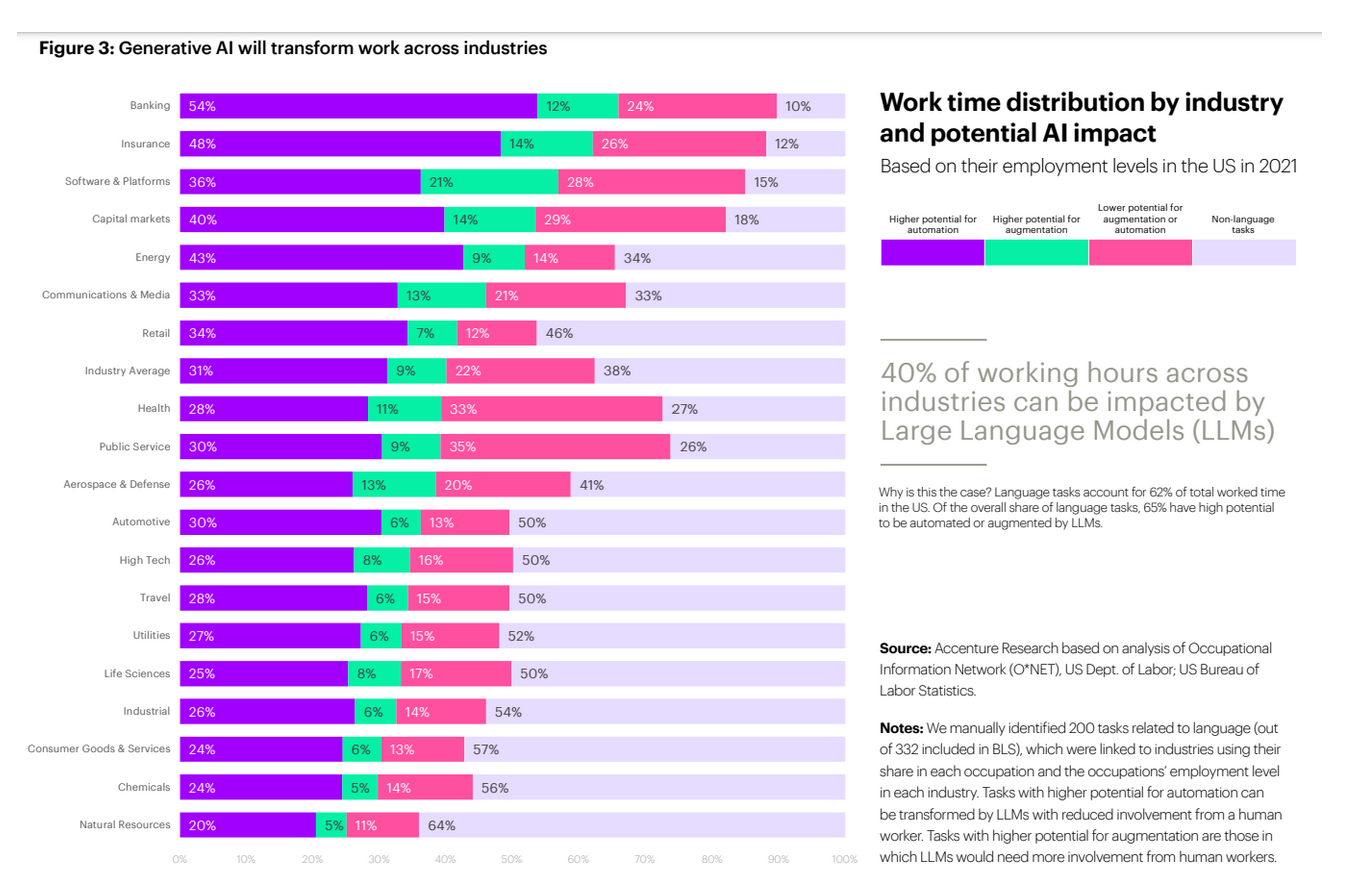 Figure 3: Generative AI will transform work across industries
Banking 54% 12% 24% 10%
Insurance 48% 14% 26% 12%
Software & Platforms 36% 21% 28% 15%
Capital markets 40% 14% 29% 18%
Energy 43% 9% 14% 34%
Communications & Media 33% 13% 21% 33%
Retail 34% 7% 12% 46%
Industry Average 31% 9% 22% 38%
Health 28% 11% 33% 27%
Public Service 30% 9% 35% 26%
Aerospace & Defense 26% 13% 20% 41%
Automotive 30% 6% 13% 50%
High Tech 26% 8% 16% 50%
Travel 28% 6% 15% 50%
Utilities 27% 6% 15% 52%
Life Sciences 25% 8% 17% 50%
Industrial 26% 6% 14% 54%
Consumer Goods & Services 24% 6% 13% 57%
Chemicals 24% 5% 14% 56%
Natural Resources 20% 5% 11% 64%
0% 10% 20% 30% 40% 50% 60% 70% 80% 90% 100%
Work time distribution by industry
and potential AI impact
Based on their employment levels in the US in 2021
Higher potential for
automation
Higher potential for
augmentation
Lower potential for
augmentation or
automation
Non-language
tasks
40% of working hours across
industries can be impacted by
Large Language Models (LLMs)
Why is this the case? Language tasks account for 62% of total worked time
in the US. Of the overall share of language tasks, 65% have high potential
to be automated or augmented by LLMs.
Source: Accenture Research based on analysis of Occupational
Information Network (O*NET), US Dept. of Labor; US Bureau of
Labor Statistics.
Notes: We manually identified 200 tasks related to language (out
of 332 included in BLS), which were linked to industries using their
share in each occupation and the occupations' employment level
in each industry. Tasks with higher potential for automation can
be transformed by LLMs with reduced involvement from a human
worker. Tasks with higher potential for augmentation are those in
which LLMs would need more involvement from human workers.